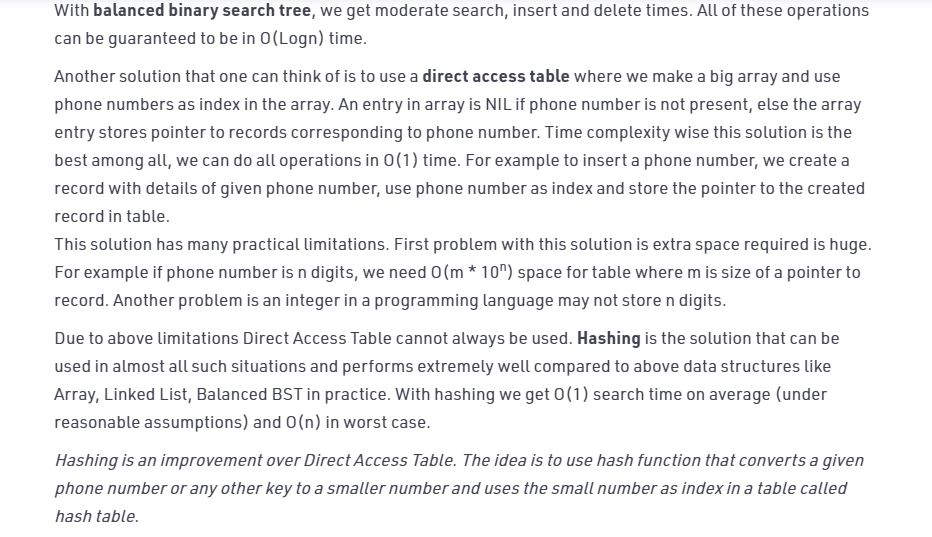 With balanced binary search tree, we get moderate search, insert and delete times. All of these operations
can be guaranteed to be in O(Logn) time.
Another solution that one can think of is to use a direct access table where we make a big array and use
phone numbers as index in the array. An entry in array is NIL if phone number is not present, else the array
entry stores pointer to records corresponding to phone number. Time complexity wise this solution is the
best among all, we can do all operations in O(1) time. For example to insert a phone number, we create a
record with details of given phone number, use phone number as index and store the pointer to the created
record in table.
This solution has many practical limitations. First problem with this solution is extra space required is huge.
For example if phone number is n digits, we need O(m * 10ⁿ) space for table where m is size of a pointer to
record. Another problem is an integer in a programming language may not store n digits.
Due to above limitations Direct Access Table cannot always be used. Hashing is the solution that can be
used in almost all such situations and performs extremely well compared to above data structures like
Array, Linked List, Balanced BST in practice. With hashing we get O(1) search time on average (under
reasonable assumptions) and O(n) in worst case.
Hashing is an improvement over Direct Access Table. The idea is to use hash function that converts a given
phone number or any other key to a smaller number and uses the small number as index in a table called
hash table.